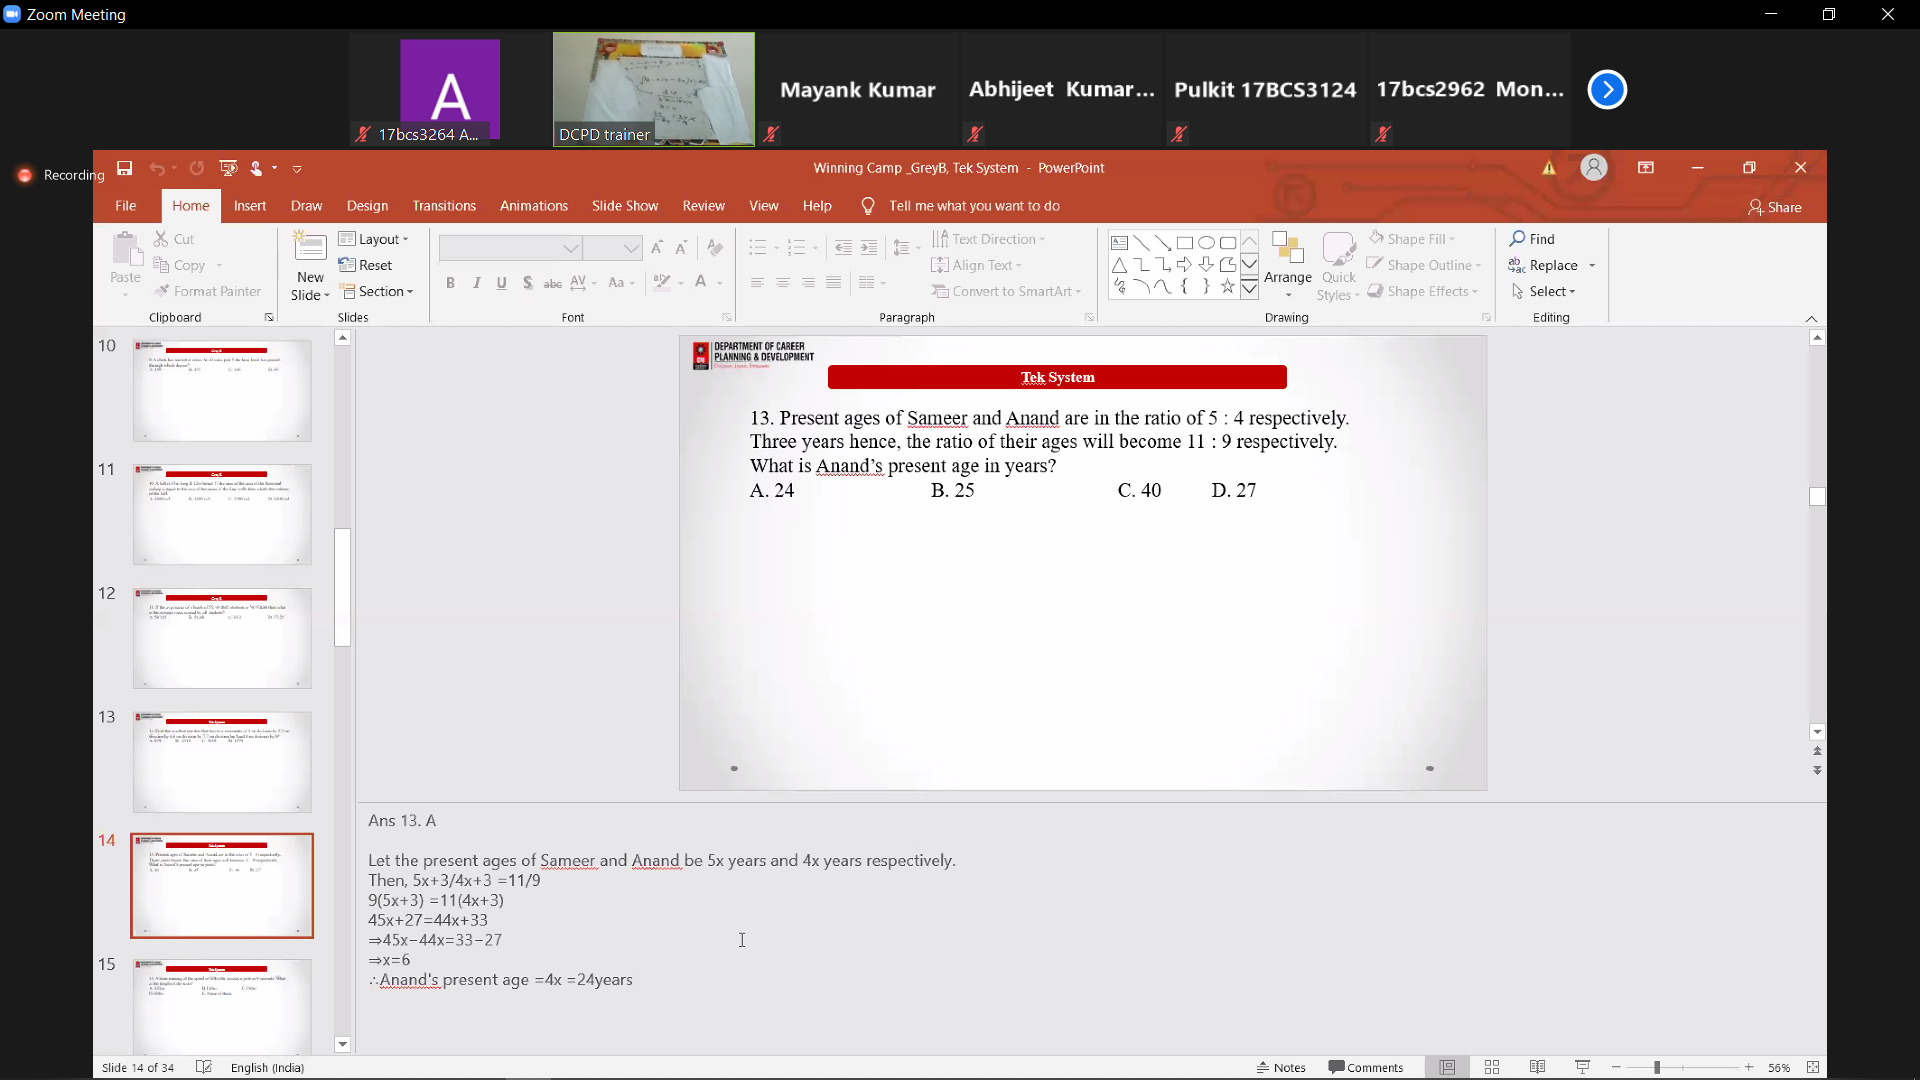 Zoom Meeting
A
17bcs3264 A...
DCPD trainer
Mayank Kumar
Abhijeet Kumar...
Pulkit 17BCS3124
17bcs2962 Mon...
Recording
Winning Camp _GreyB, Tek System - PowerPoint
File
Home
Insert
Draw
Design
Transitions
Animations
Slide Show
Review
View
Help
Tell me what you want to do
Share
Paste
Cut
Copy
Format Painter
Clipboard
New Slide
Layout
Reset
Section
Slides
Font
Text Direction
Align Text
Convert to SmartArt
Paragraph
Arrange
Quick Styles
Shape Fill
Shape Outline
Shape Effects
Drawing
Find
Replace
Select
Editing
10
11
12
13
14
15
DEPARTMENT OF CAREER
PLANNING & DEVELOPMENT
Tek System
13. Present ages of Sameer and Anand are in the ratio of 5 : 4 respectively.
Three years hence, the ratio of their ages will become 11 : 9 respectively.
What is Anand's present age in years?
A. 24 B. 25 C. 40 D. 27
Ans 13. A
Let the present ages of Sameer and Anand be 5x years and 4x years respectively.
Then, 5x+3/4x+3 =11/9
9(5x+3) =11(4x+3)
45x+27=44x+33
⇒45x−44x=33−27
⇒x=6
∴Anand's present age =4x =24years
Slide 14 of 34
English (India)
Notes
Comments
56%